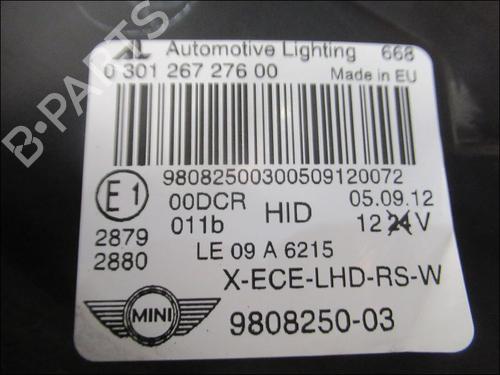 AL Automotive Lighting 668
0 301 267 276 00 Made in EU
98082500300509120072
E1 00DCR HID 05.09.12
011b 12 24 V
2879
2880 LE 09 A 6215
X-ECE-LHD-RS-W
MINI 9808250-03
B-PARTS